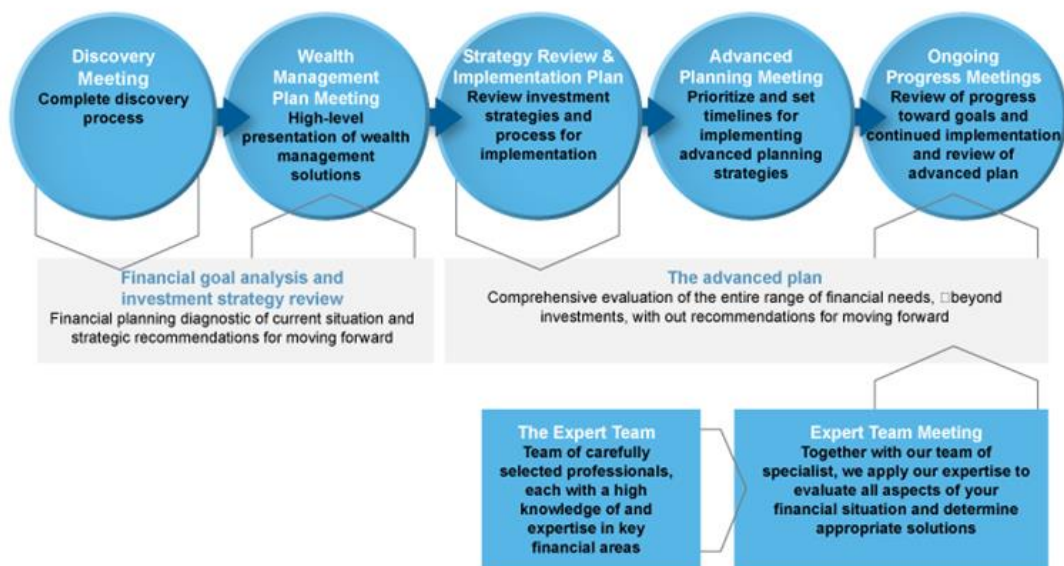 Discovery
Meeting
Complete discovery
process
Wealth
Management
Plan Meeting
High-level
presentation of wealth
management
solutions
Strategy Review &
Implementation Plan
Review investment
strategies and
process for
implementation
Advanced
Planning Meeting
Prioritize and set
timelines for
implementing
advanced planning
strategies
Ongoing
Progress Meetings
Review of progress
toward goals and
continued implementation
and review of
advanced plan
Financial goal analysis and
investment strategy review
Financial planning diagnostic of current situation and
strategic recommendations for moving forward
The advanced plan
Comprehensive evaluation of the entire range of financial needs, □beyond
investments, with out recommendations for moving forward
The Expert Team
Team of carefully
selected professionals,
each with a high
knowledge of and
expertise in key
financial areas
Expert Team Meeting
Together with our team of
specialist, we apply our expertise to
evaluate all aspects of your
financial situation and determine
appropriate solutions